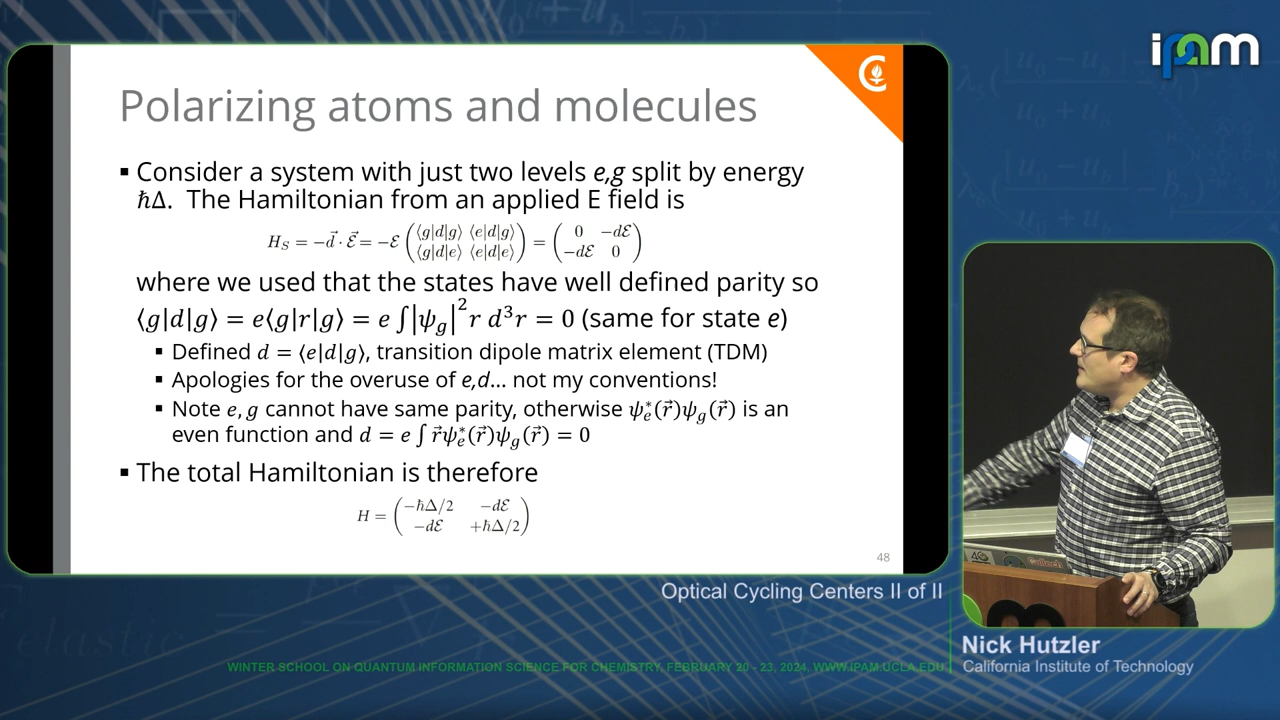 ipam
Polarizing atoms and molecules
▪ Consider a system with just two levels e,g split by energy
ℏΔ. The Hamiltonian from an applied E field is
H_S = −d⃗ · ℰ⃗ = −ℰ (⟨g|d|g⟩ ⟨e|d|g⟩ ; ⟨g|d|e⟩ ⟨e|d|e⟩) = (0 −dℰ ; −dℰ 0)
where we used that the states have well defined parity so
⟨g|d|g⟩ = e⟨g|r|g⟩ = e ∫|ψ_g|² r d³r = 0 (same for state e)
▪ Defined d = ⟨e|d|g⟩, transition dipole matrix element (TDM)
▪ Apologies for the overuse of e,d… not my conventions!
▪ Note e, g cannot have same parity, otherwise ψ_e^*(r⃗)ψ_g(r⃗) is an
even function and d = e ∫ r⃗ψ_e^*(r⃗)ψ_g(r⃗) = 0
▪ The total Hamiltonian is therefore
H = (−ℏΔ/2 −dℰ ; −dℰ +ℏΔ/2)
48
Optical Cycling Centers II of II
Nick Hutzler
California Institute of Technology
WINTER SCHOOL ON QUANTUM INFORMATION SCIENCE FOR CHEMISTRY, FEBRUARY 20 - 23, 2024, WWW.IPAM.UCLA.EDU